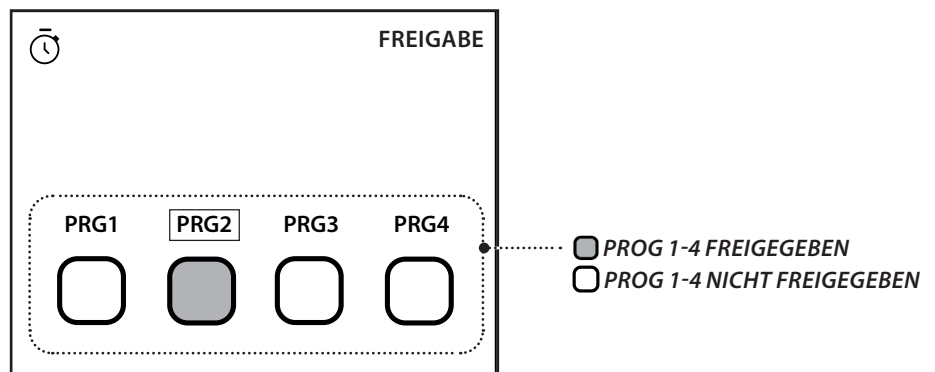 FREIGABE
PRG1 PRG2 PRG3 PRG4
PROG 1-4 FREIGEGEBEN
PROG 1-4 NICHT FREIGEGEBEN